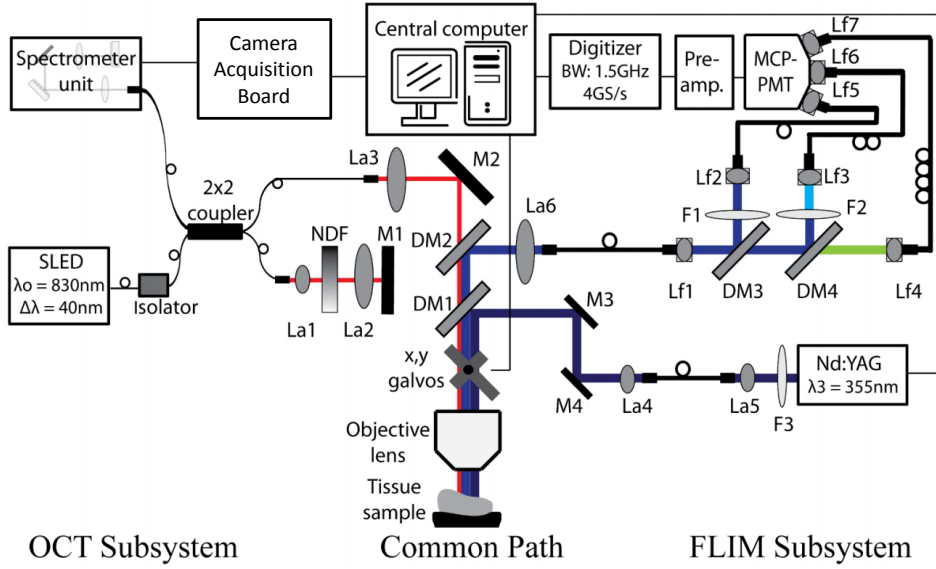 Spectrometer
unit
Camera
Acquisition
Board
Central computer
Digitizer
BW: 1.5GHz
4GS/s
Pre-
amp.
MCP-
PMT
Lf7
Lf6
Lf5
La3
M2
2x2
coupler
Lf2
Lf3
La6
F1
F2
NDF
M1
DM2
SLED
λo = 830nm
Δλ = 40nm
Isolator
La1
La2
DM1
Lf1
DM3
DM4
Lf4
M3
x,y
galvos
Nd:YAG
λ3 = 355nm
M4
La4
La5
F3
Objective
lens
Tissue
sample
OCT Subsystem
Common Path
FLIM Subsystem